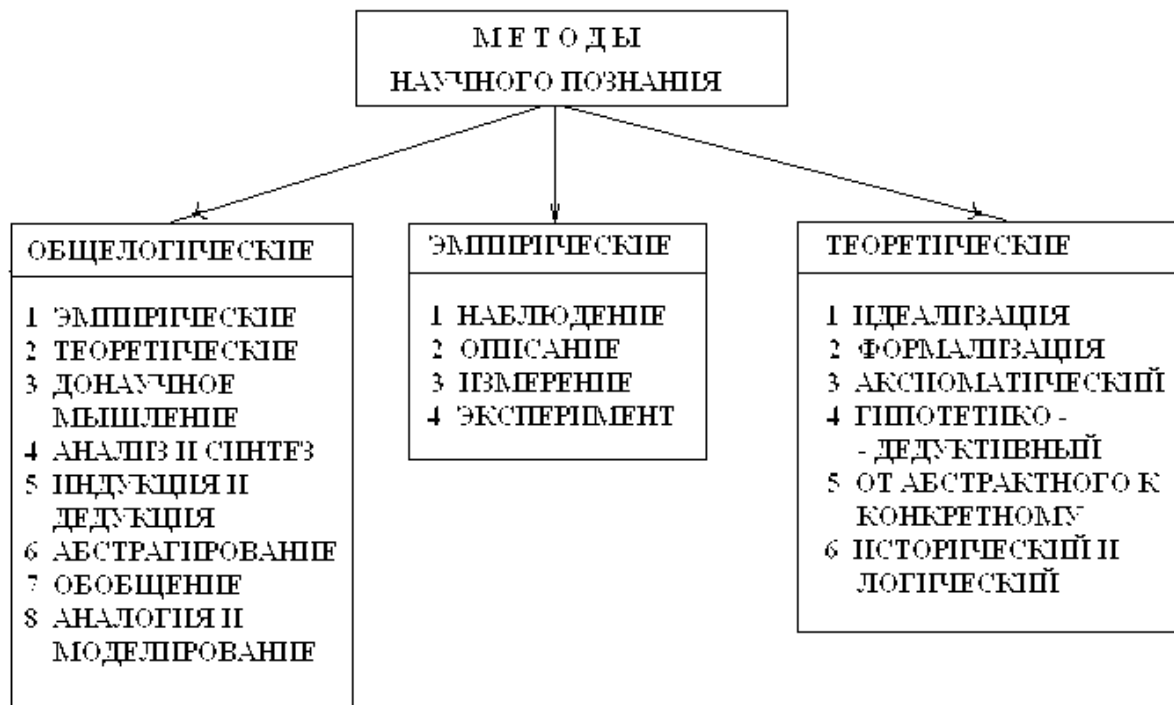 М Е Т О Д Ы
НАУЧНОГО ПОЗНАНИЯ
ОБЩЕЛОГИЧЕСКИЕ
1 ЭМПИРИЧЕСКИЕ
2 ТЕОРЕТИЧЕСКИЕ
3 ДОНАУЧНОЕ
МЫШЛЕНИЕ
4 АНАЛИЗ И СИНТЕЗ
5 ИНДУКЦИЯ И
ДЕДУКЦИЯ
6 АБСТРАГИРОВАНИЕ
7 ОБОБЩЕНИЕ
8 АНАЛОГИЯ И
МОДЕЛИРОВАНИЕ
ЭМПИРИЧЕСКИЕ
1 НАБЛЮДЕНИЕ
2 ОПИСАНИЕ
3 ИЗМЕРЕНИЕ
4 ЭКСПЕРИМЕНТ
ТЕОРЕТИЧЕСКИЕ
1 ИДЕАЛИЗАЦИЯ
2 ФОРМАЛИЗАЦИЯ
3 АКСИОМАТИЧЕСКИЙ
4 ГИПОТЕТИКО -
- ДЕДУКТИВНЫЙ
5 ОТ АБСТРАКТНОГО К
КОНКРЕТНОМУ
6 ИСТОРИЧЕСКИЙ И
ЛОГИЧЕСКИЙ